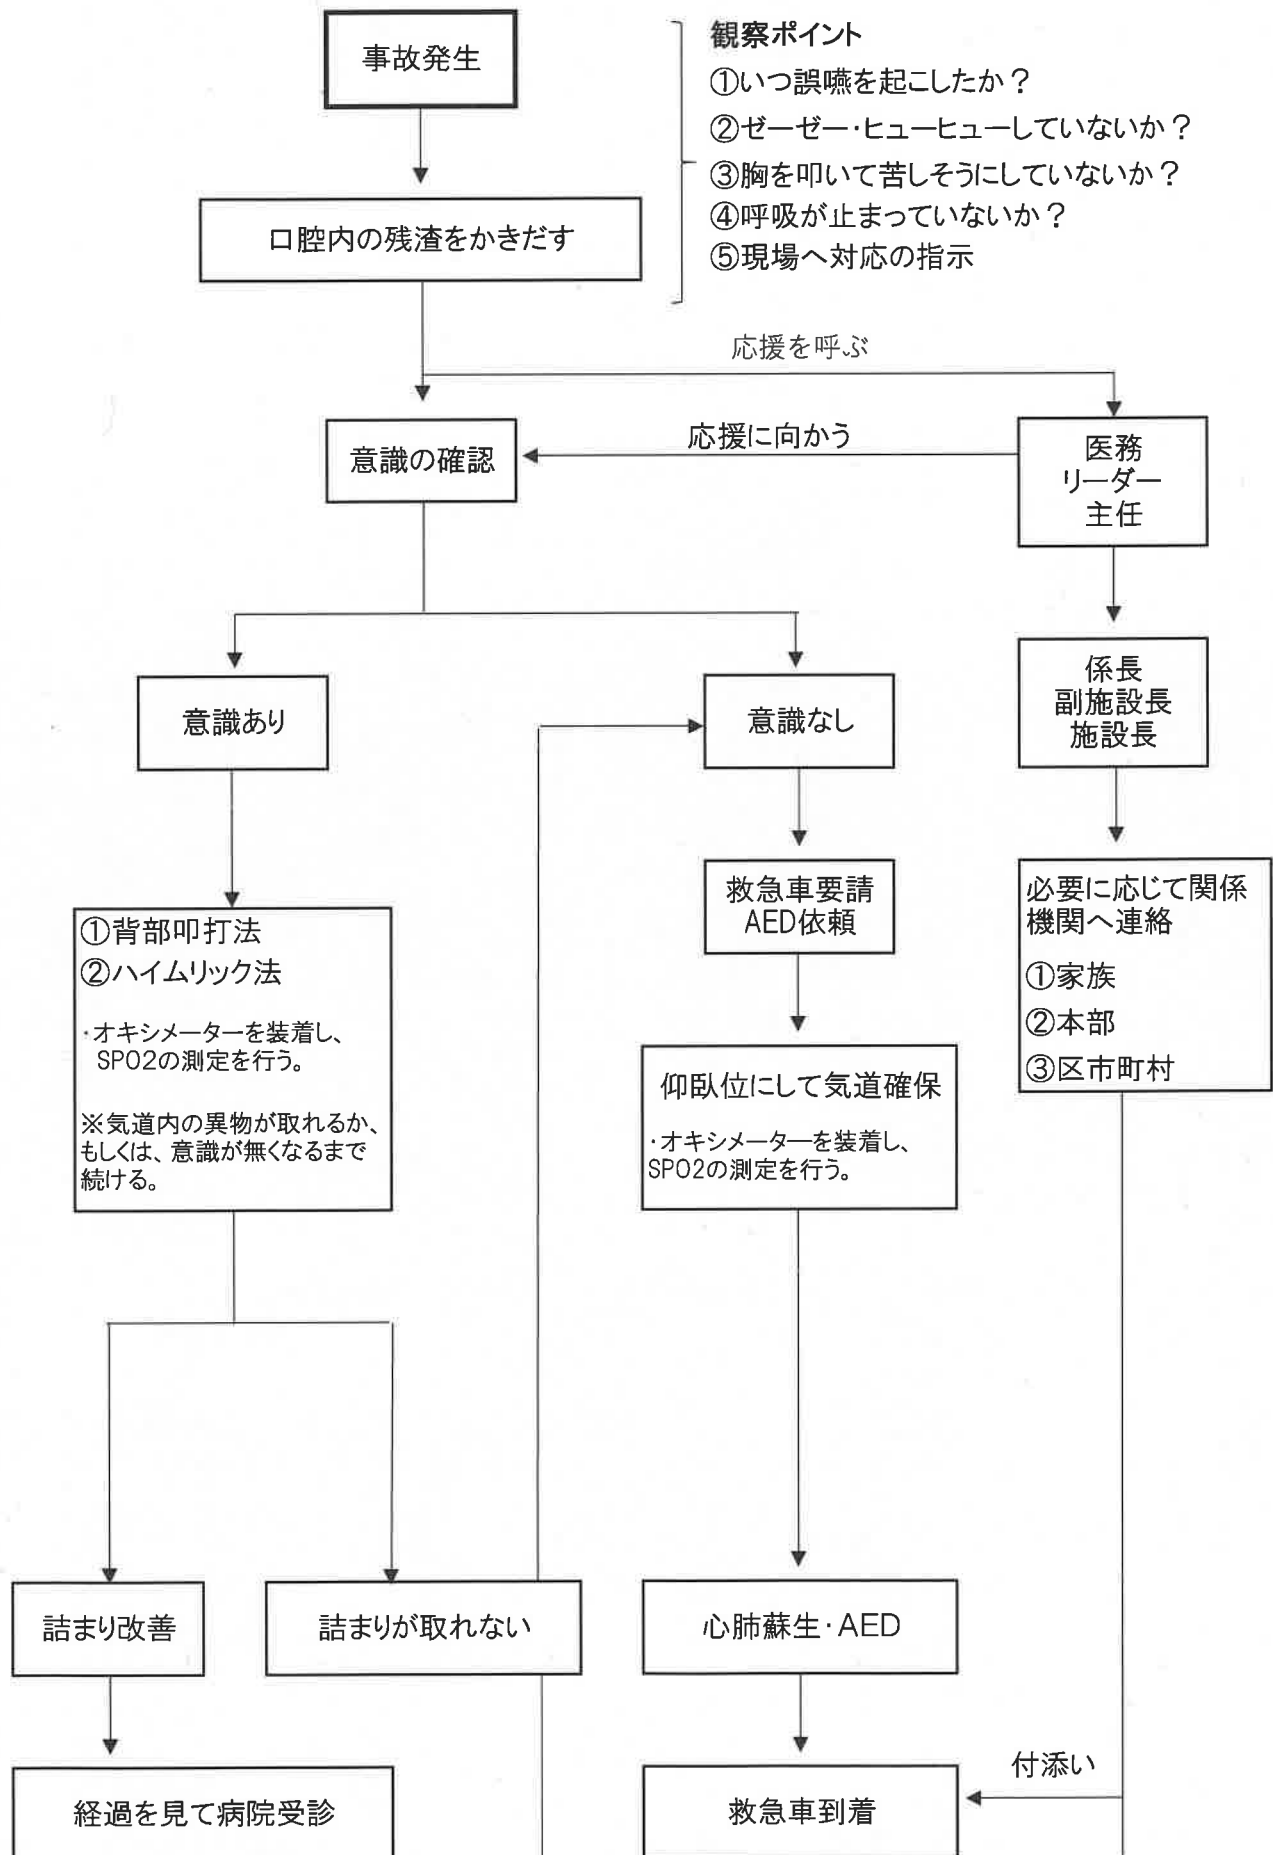 事故発生
口腔内の残渣をかきだす
観察ポイント
①いつ誤嚥を起こしたか？
②ゼーゼー・ヒューヒューしていないか？
③胸を叩いて苦しそうにしていないか？
④呼吸が止まっていないか？
⑤現場へ対応の指示
応援を呼ぶ
意識の確認
応援に向かう
医務
リーダー
主任
意識あり
意識なし
係長
副施設長
施設長
①背部叩打法
②ハイムリック法
・オキシメーターを装着し、
SPO2の測定を行う。
※気道内の異物が取れるか、
もしくは、意識が無くなるまで
続ける。
救急車要請
AED依頼
必要に応じて関係
機関へ連絡
①家族
②本部
③区市町村
仰臥位にして気道確保
・オキシメーターを装着し、
SPO2の測定を行う。
詰まり改善
詰まりが取れない
心肺蘇生・AED
経過を見て病院受診
救急車到着
付添い